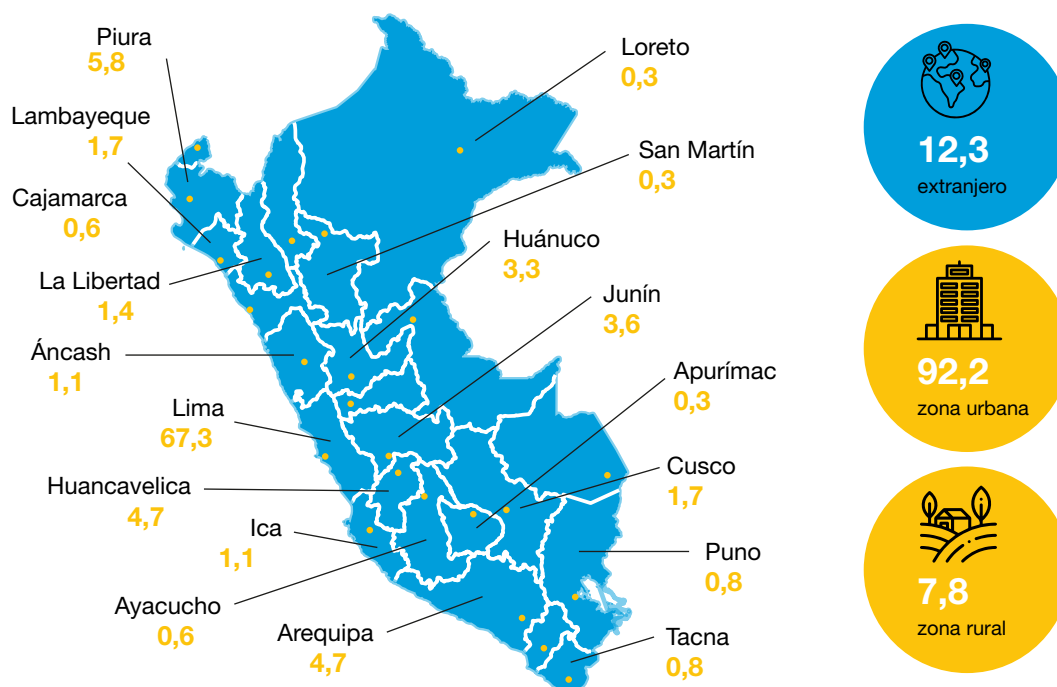 Piura
5,8
Lambayeque
1,7
Cajamarca
0,6
La Libertad
1,4
Áncash
1,1
Lima
67,3
Huancavelica
4,7
Ica
1,1
Ayacucho
0,6
Arequipa
4,7
Loreto
0,3
San Martín
0,3
Huánuco
3,3
Junín
3,6
Apurímac
0,3
Cusco
1,7
Puno
0,8
Tacna
0,8
12,3
extranjero
92,2
zona urbana
7,8
zona rural